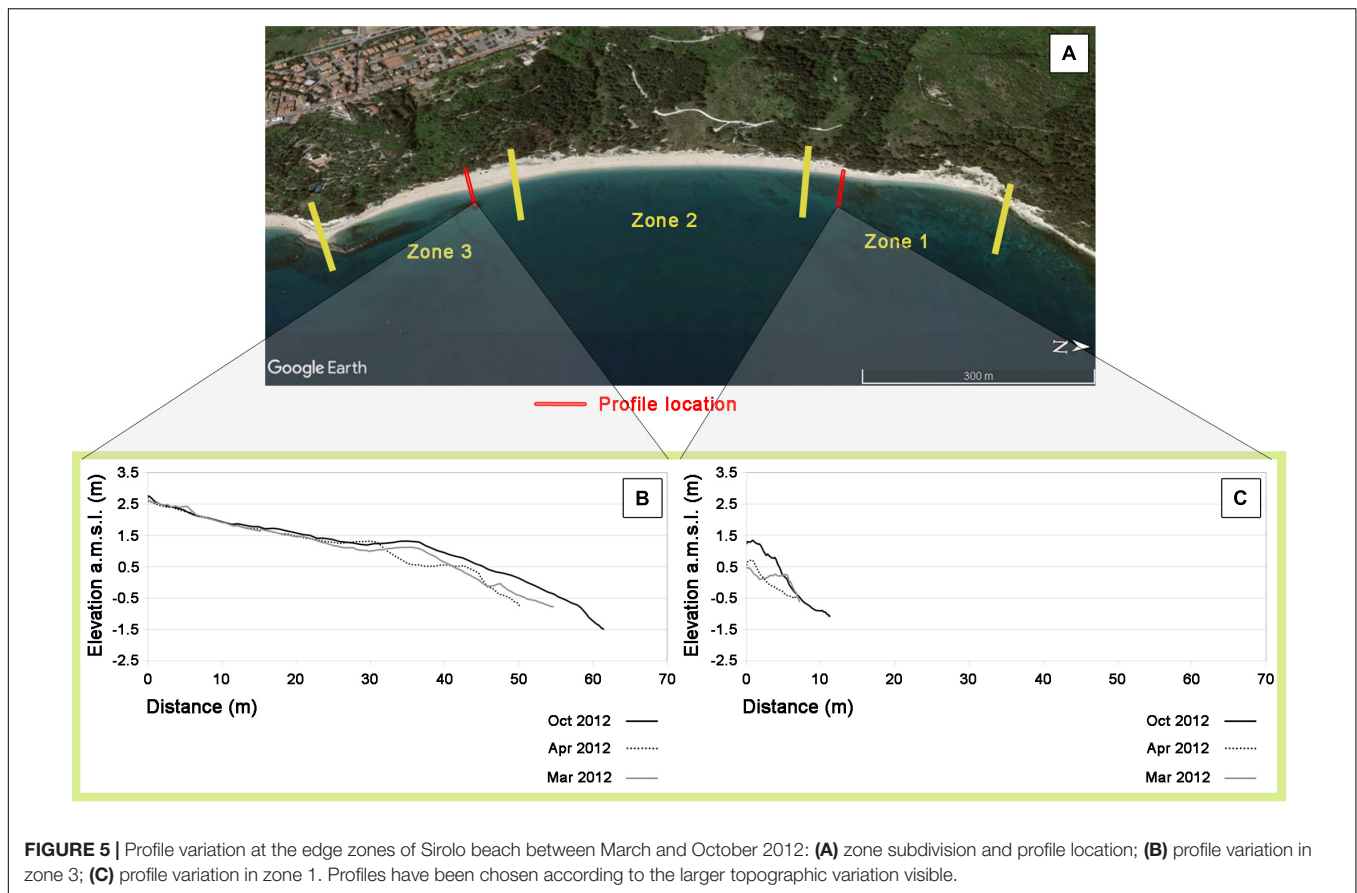 A
Zone 3
Zone 2
Zone 1
Google Earth
N
300 m
Profile location
B
Elevation a.m.s.l. (m)
3.5
2.5
1.5
0.5
-0.5
-1.5
-2.5
0 10 20 30 40 50 60 70
Distance (m)
Oct 2012
Apr 2012
Mar 2012
C
Elevation a.m.s.l. (m)
3.5
2.5
1.5
0.5
-0.5
-1.5
-2.5
0 10 20 30 40 50 60 70
Distance (m)
Oct 2012
Apr 2012
Mar 2012
FIGURE 5 | Profile variation at the edge zones of Sirolo beach between March and October 2012: (A) zone subdivision and profile location; (B) profile variation in
zone 3; (C) profile variation in zone 1. Profiles have been chosen according to the larger topographic variation visible.